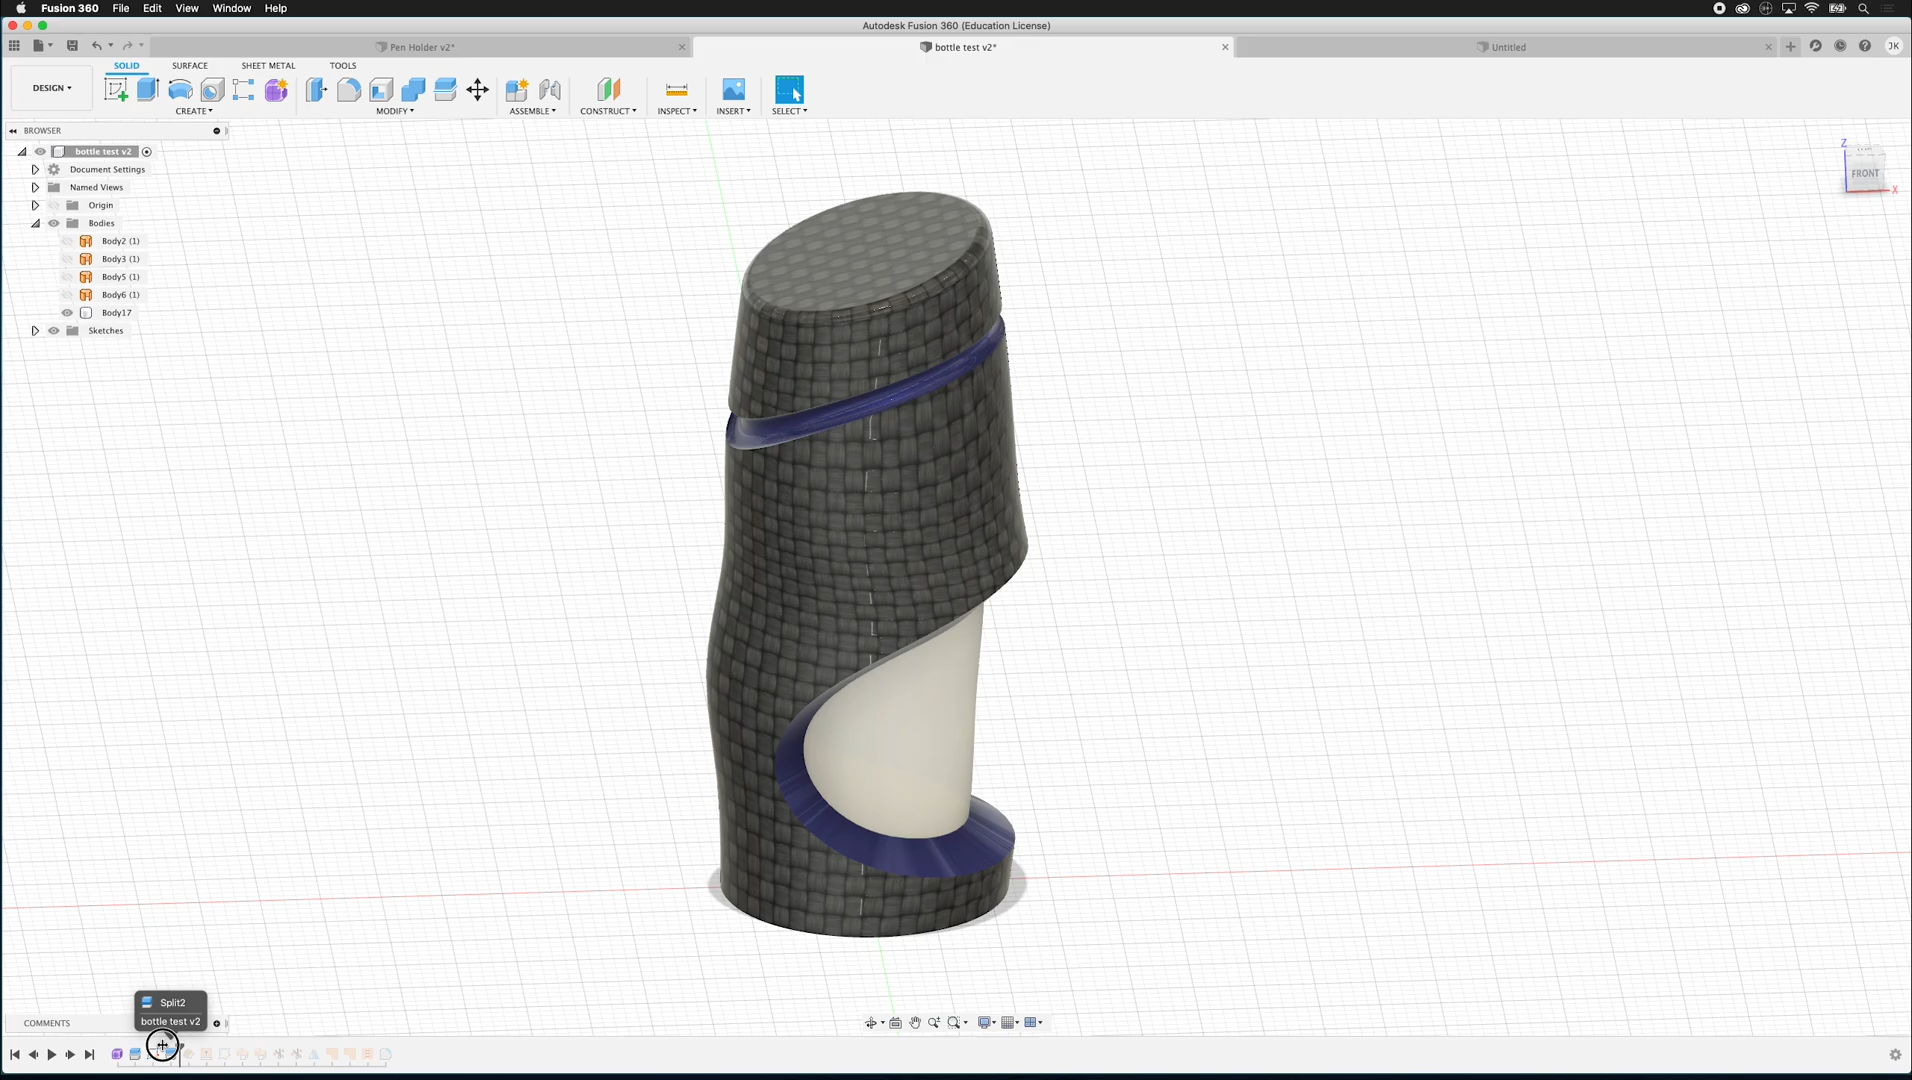 Fusion 360 File Edit View Window Help
Autodesk Fusion 360 (Education License)
Pen Holder v2* bottle test v2* Untitled JK
SOLID SURFACE SHEET METAL TOOLS
DESIGN
CREATE MODIFY ASSEMBLE CONSTRUCT INSPECT INSERT SELECT
BROWSER
bottle test v2
Document Settings
Named Views
Origin
Bodies
Body2 (1)
Body3 (1)
Body5 (1)
Body6 (1)
Body17
Sketches
Z
FRONT
X
Split2
bottle test v2
COMMENTS